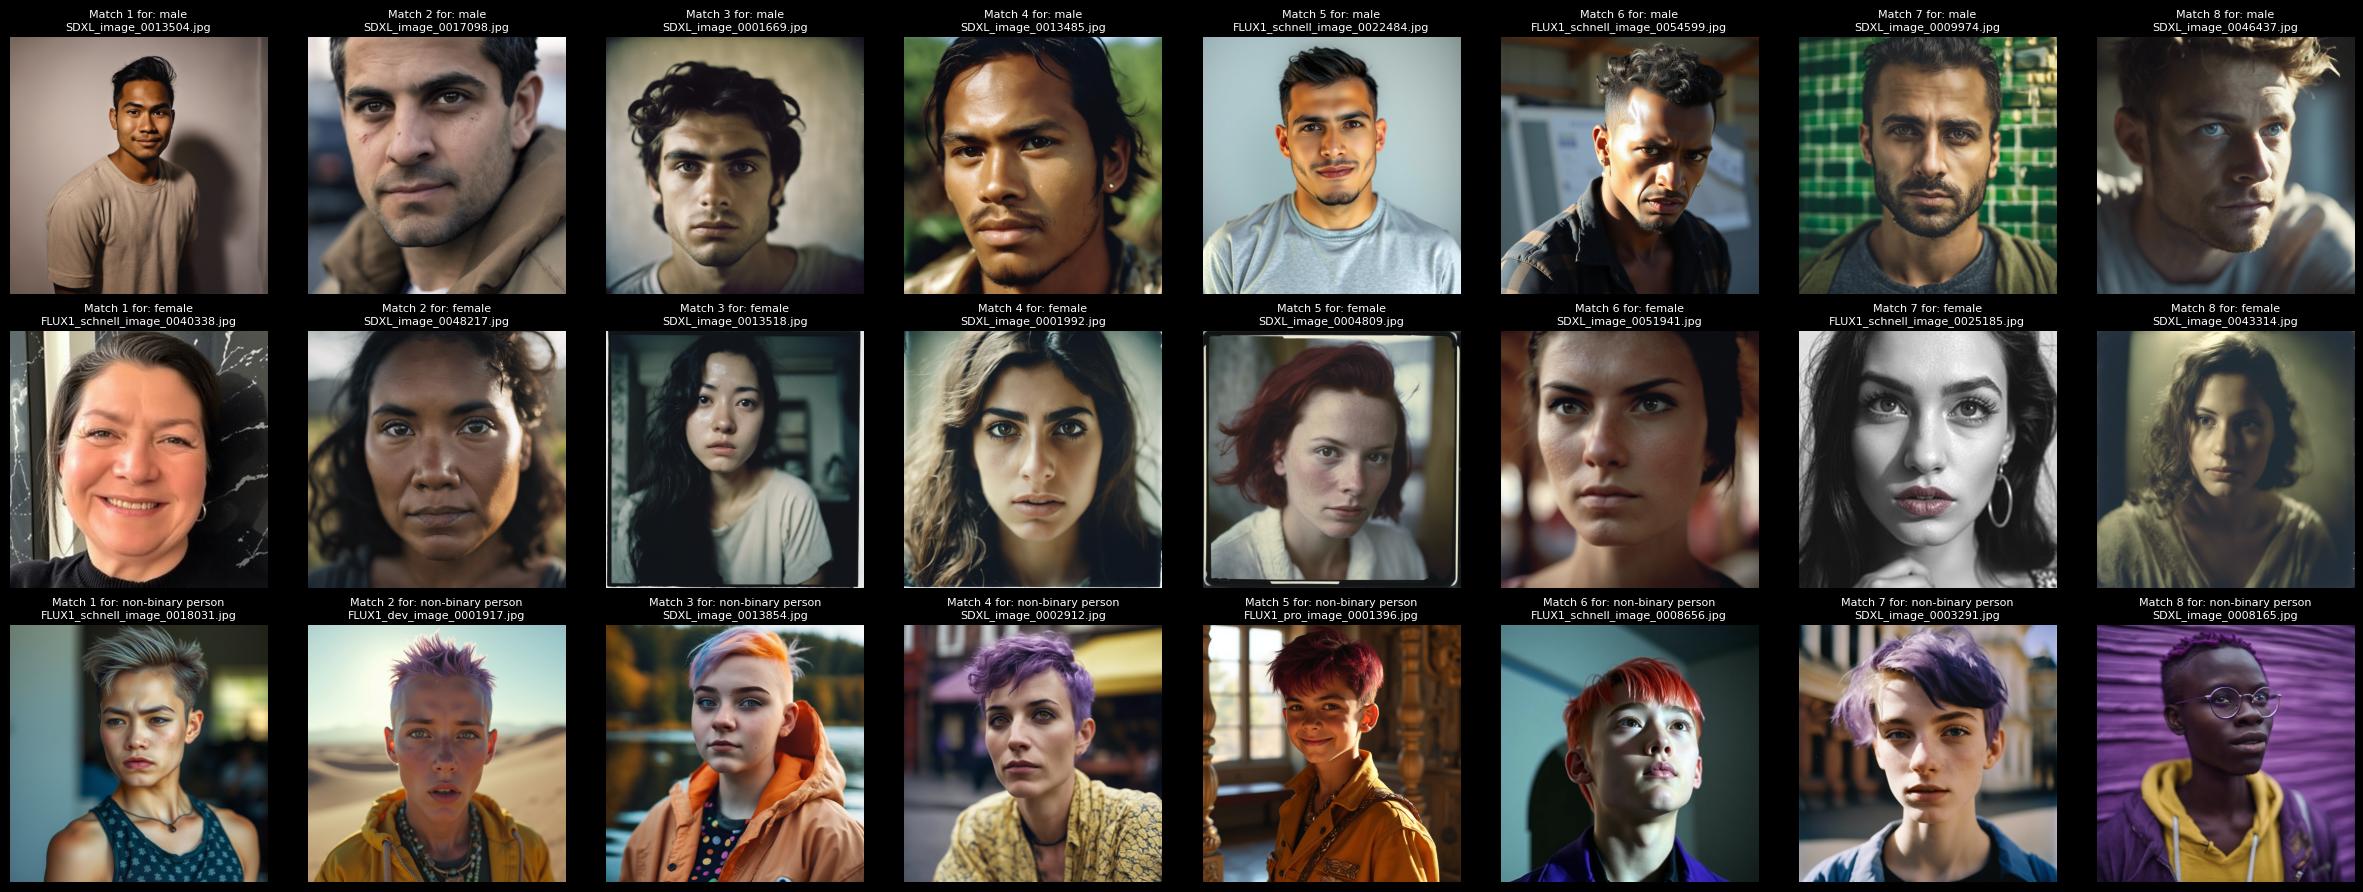 Match 1 for: male
SDXL_image_0013504.jpg
Match 2 for: male
SDXL_image_0017098.jpg
Match 3 for: male
SDXL_image_0001669.jpg
Match 4 for: male
SDXL_image_0013485.jpg
Match 5 for: male
FLUX1_schnell_image_0022484.jpg
Match 6 for: male
FLUX1_schnell_image_0054599.jpg
Match 7 for: male
SDXL_image_0009974.jpg
Match 8 for: male
SDXL_image_0046437.jpg
Match 1 for: female
FLUX1_schnell_image_0040338.jpg
Match 2 for: female
SDXL_image_0048217.jpg
Match 3 for: female
SDXL_image_0013518.jpg
Match 4 for: female
SDXL_image_0001992.jpg
Match 5 for: female
SDXL_image_0004809.jpg
Match 6 for: female
SDXL_image_0051941.jpg
Match 7 for: female
FLUX1_schnell_image_0025185.jpg
Match 8 for: female
SDXL_image_0043314.jpg
Match 1 for: non-binary person
FLUX1_schnell_image_0018031.jpg
Match 2 for: non-binary person
FLUX1_dev_image_0001917.jpg
Match 3 for: non-binary person
SDXL_image_0013854.jpg
Match 4 for: non-binary person
SDXL_image_0002912.jpg
Match 5 for: non-binary person
FLUX1_pro_image_0001396.jpg
Match 6 for: non-binary person
FLUX1_schnell_image_0008656.jpg
Match 7 for: non-binary person
SDXL_image_0003291.jpg
Match 8 for: non-binary person
SDXL_image_0008165.jpg